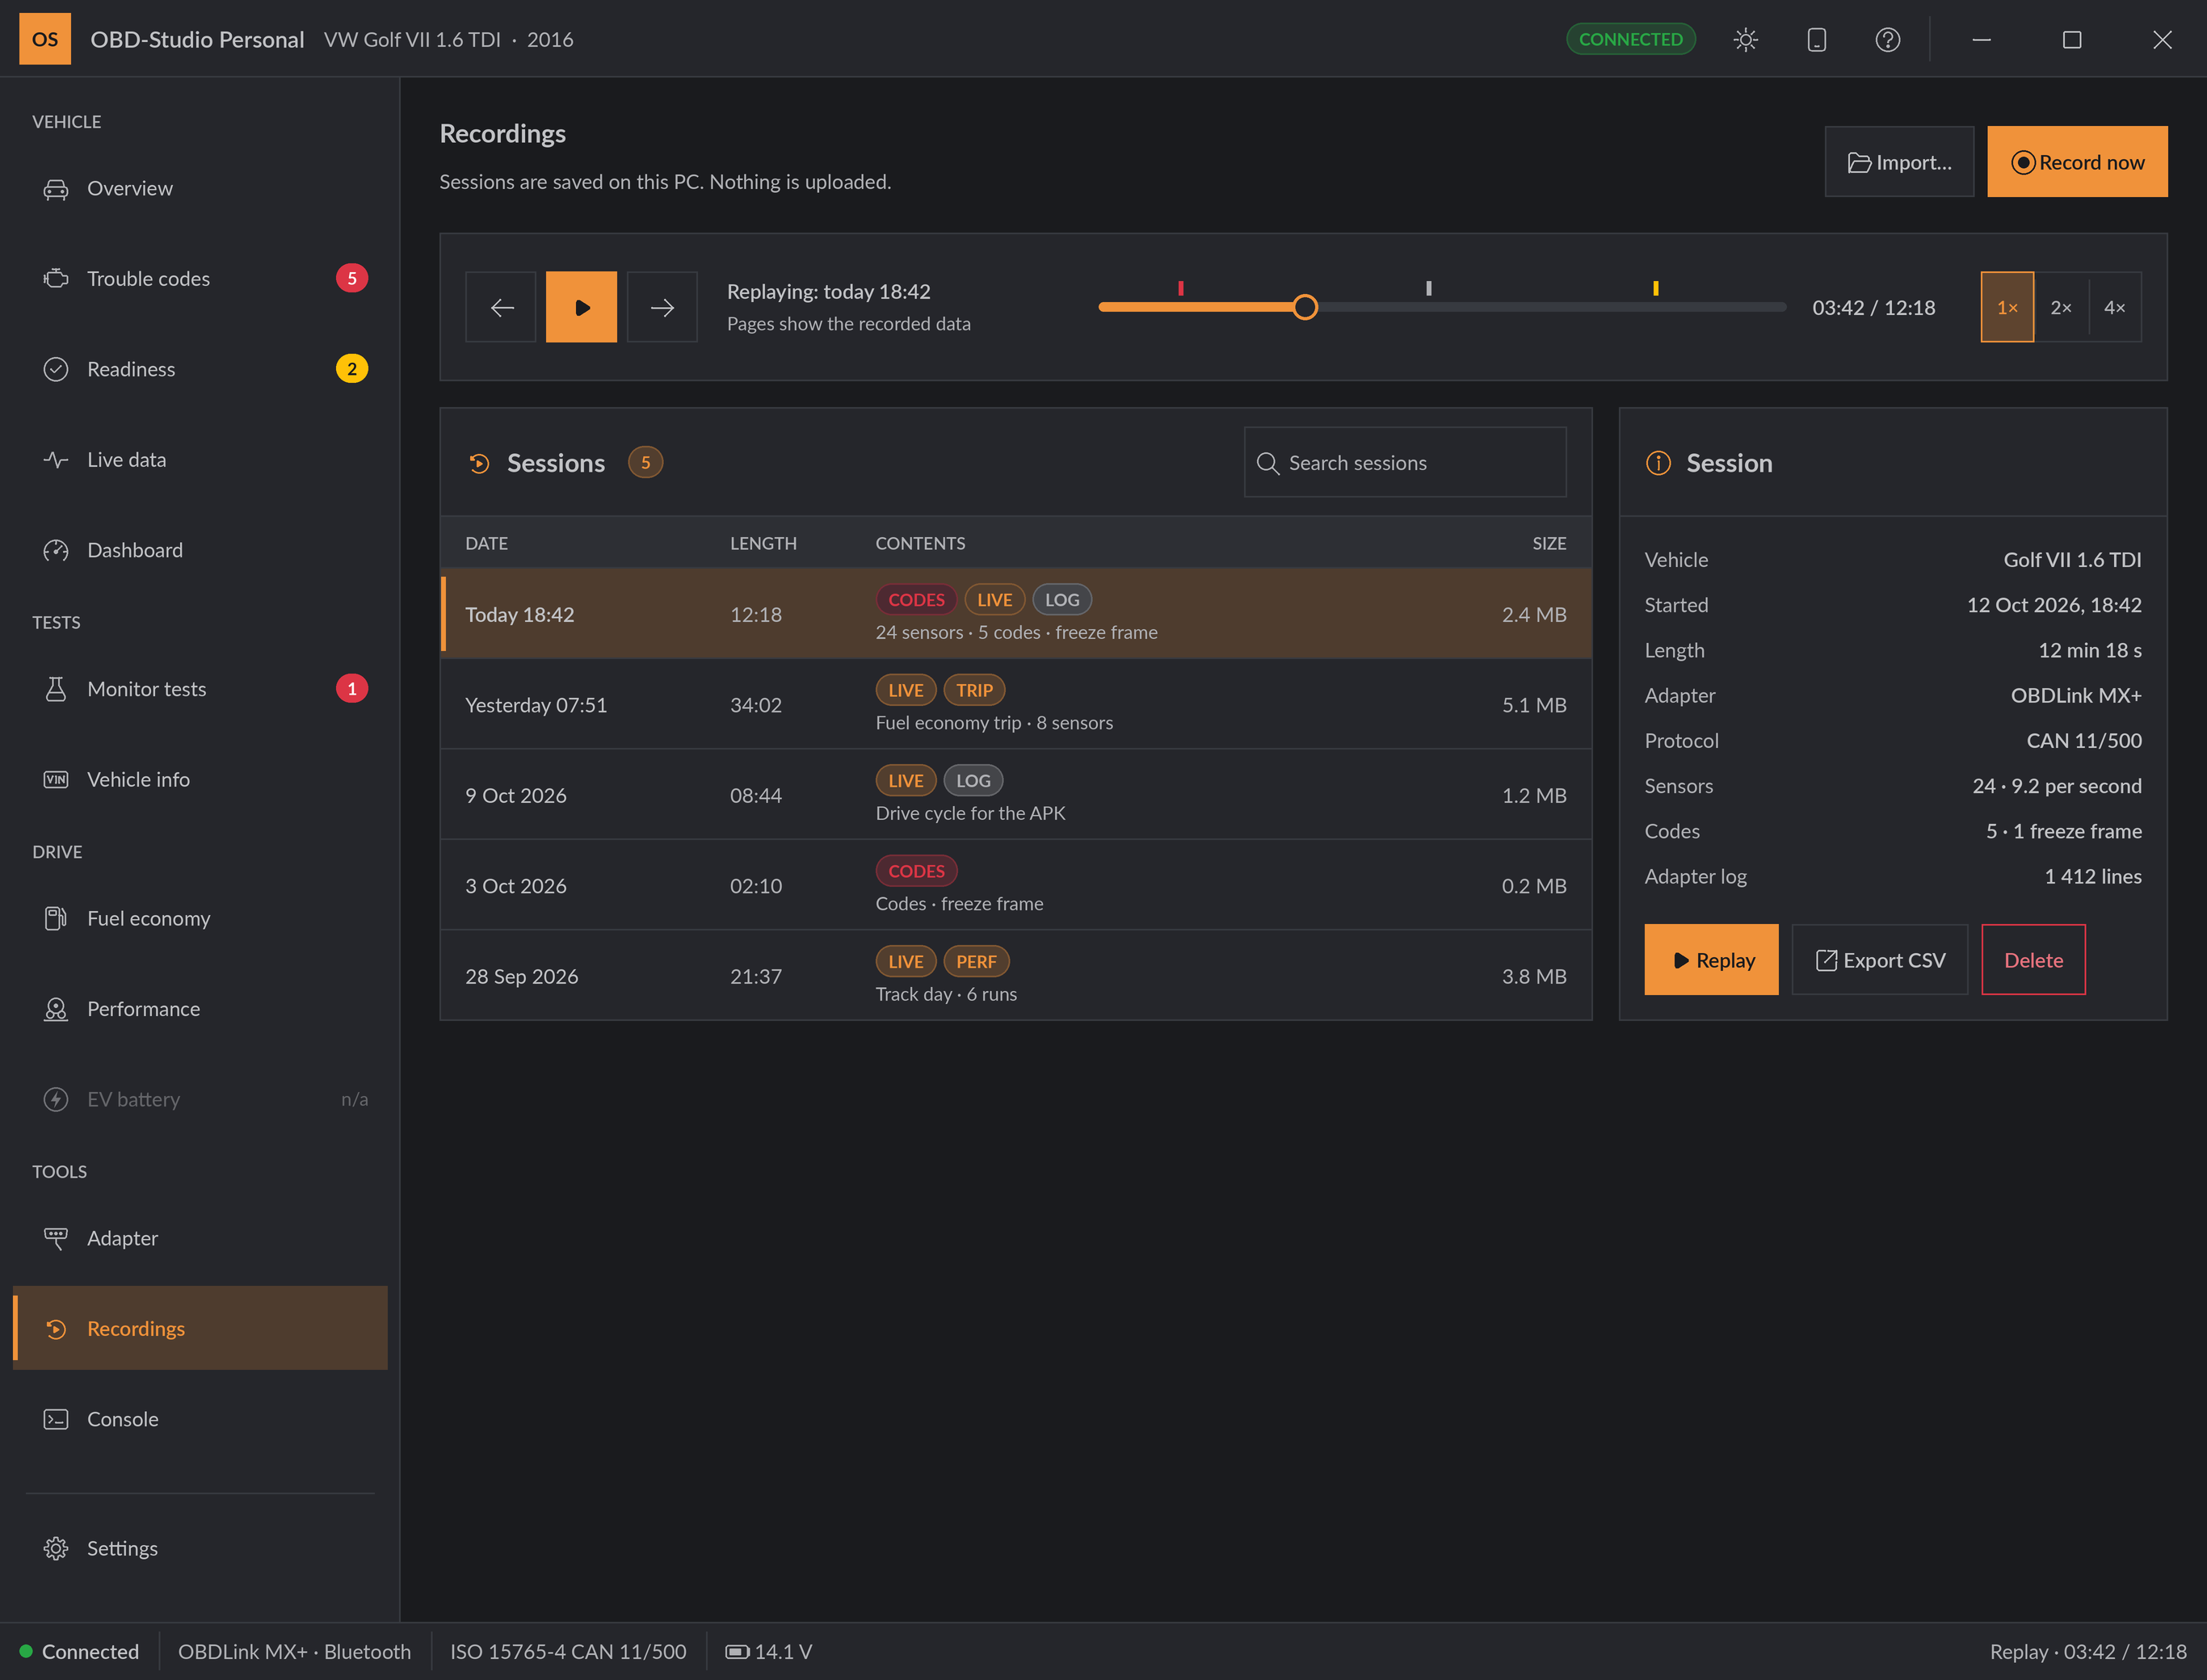 OS OBD-Studio Personal VW Golf VII 1.6 TDI · 2016 CONNECTED
VEHICLE
Overview
Trouble codes 5
Readiness 2
Live data
Dashboard
TESTS
Monitor tests 1
VIN Vehicle info
DRIVE
Fuel economy
Performance
EV battery n/a
TOOLS
Adapter
Recordings
Console
Settings
Recordings
Sessions are saved on this PC. Nothing is uploaded.
Import...
Record now
Replaying: today 18:42
Pages show the recorded data
03:42 / 12:18
1× 2× 4×
Sessions 5
Search sessions
DATE LENGTH CONTENTS SIZE
Today 18:42 12:18 CODES LIVE LOG 2.4 MB
24 sensors · 5 codes · freeze frame
Yesterday 07:51 34:02 LIVE TRIP 5.1 MB
Fuel economy trip · 8 sensors
9 Oct 2026 08:44 LIVE LOG 1.2 MB
Drive cycle for the APK
3 Oct 2026 02:10 CODES 0.2 MB
Codes · freeze frame
28 Sep 2026 21:37 LIVE PERF 3.8 MB
Track day · 6 runs
Session
Vehicle Golf VII 1.6 TDI
Started 12 Oct 2026, 18:42
Length 12 min 18 s
Adapter OBDLink MX+
Protocol CAN 11/500
Sensors 24 · 9.2 per second
Codes 5 · 1 freeze frame
Adapter log 1 412 lines
Replay Export CSV Delete
Connected OBDLink MX+ · Bluetooth ISO 15765-4 CAN 11/500 14.1 V Replay · 03:42 / 12:18